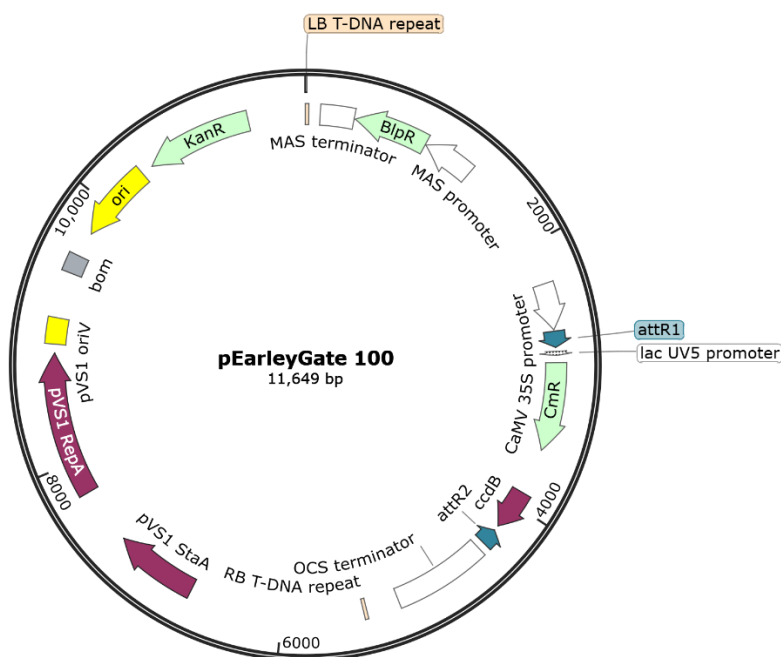 LB T-DNA repeat
KanR
MAS terminator
BlpR
MAS promoter
ori
10,000
2000
bom
CaMV 35S promoter
attR1
lac UV5 promoter
pVS1 oriV
pEarleyGate 100
11,649 bp
CmR
pVS1 RepA
8000
ccdB
4000
attR2
OCS terminator
pVS1 StaA
RB T-DNA repeat
6000